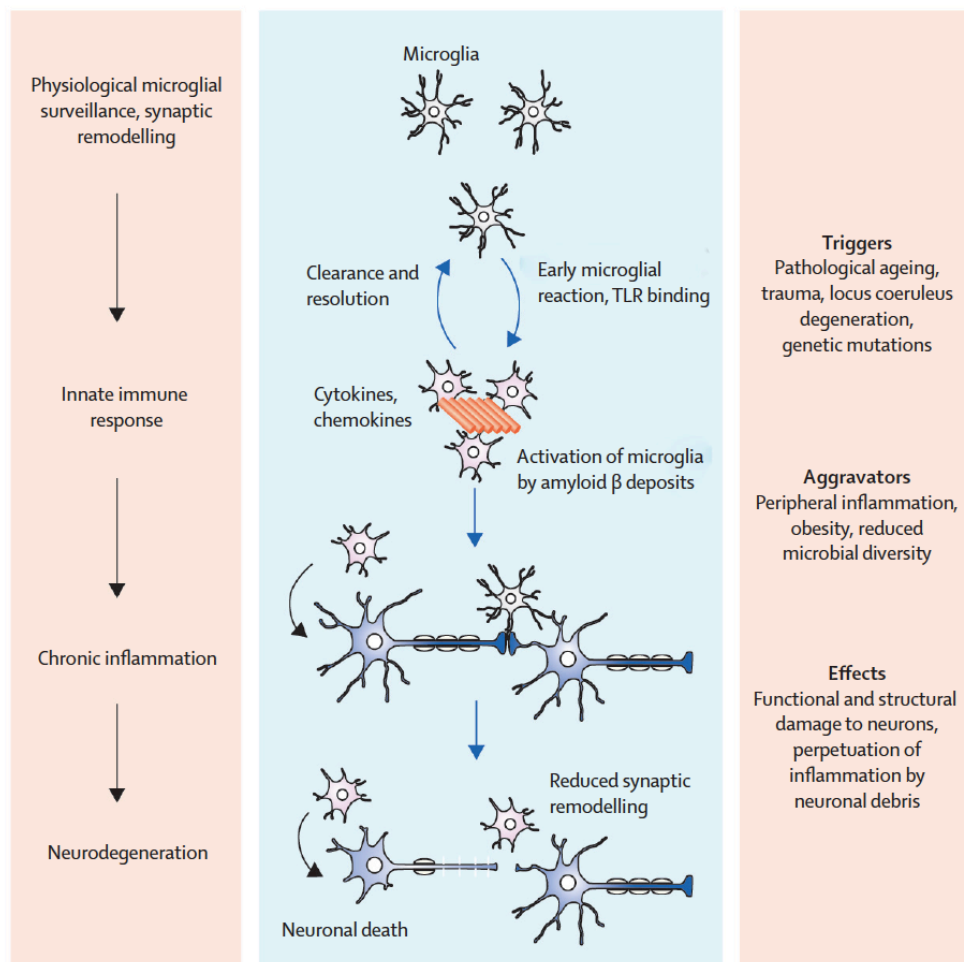 Physiological microglial
surveillance, synaptic
remodelling
Innate immune
response
Chronic inflammation
Neurodegeneration
Microglia
Clearance and
resolution
Early microglial
reaction, TLR binding
Cytokines,
chemokines
Activation of microglia
by amyloid β deposits
Reduced synaptic
remodelling
Neuronal death
Triggers
Pathological ageing,
trauma, locus coeruleus
degeneration,
genetic mutations
Aggravators
Peripheral inflammation,
obesity, reduced
microbial diversity
Effects
Functional and structural
damage to neurons,
perpetuation of
inflammation by
neuronal debris